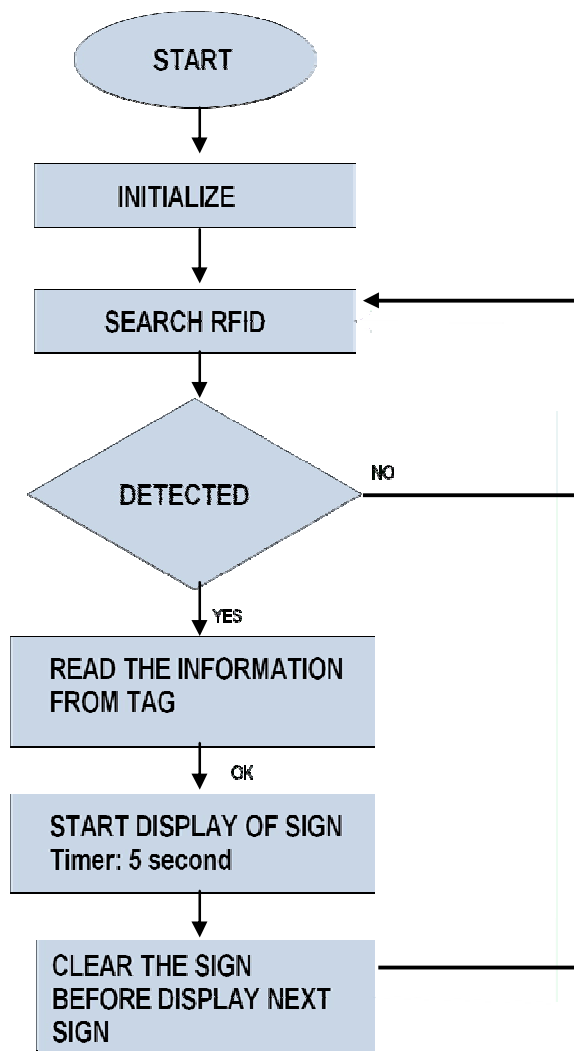 START
INITIALIZE
SEARCH RFID
DETECTED
NO
YES
READ THE INFORMATION
FROM TAG
OK
START DISPLAY OF SIGN
Timer: 5 second
CLEAR THE SIGN
BEFORE DISPLAY NEXT
SIGN